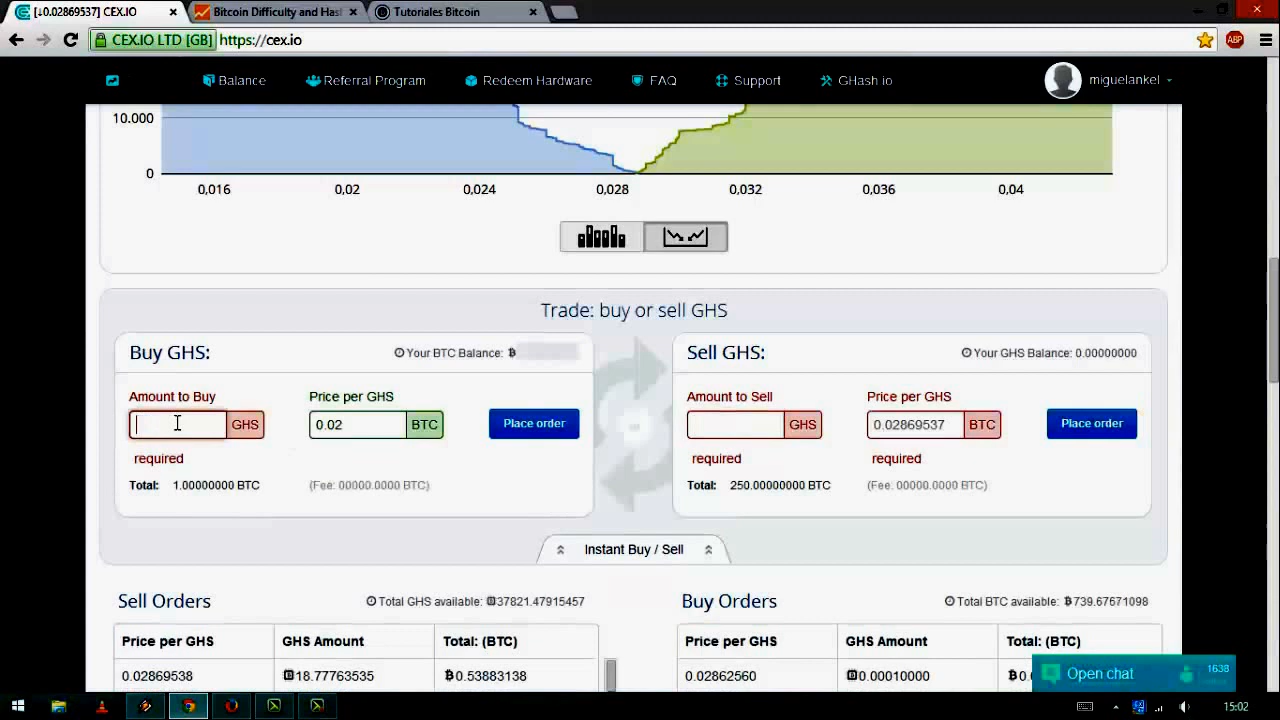 [↓0.02869537] CEX.IO
Bitcoin Difficulty and Has
Tutoriales Bitcoin
CEX.IO LTD [GB]
https://cex.io
ABP
Balance
Referral Program
Redeem Hardware
FAQ
Support
GHash io
miguelankel
10.000
0
0,016
0,02
0,024
0,028
0,032
0,036
0,04
Trade: buy or sell GHS
Buy GHS:
Your BTC Balance:
Amount to Buy
Price per GHS
GHS
0.02
BTC
Place order
required
Total: 1.00000000 BTC
(Fee: 00000.0000 BTC)
Sell GHS:
Your GHS Balance: 0.00000000
Amount to Sell
Price per GHS
GHS
0.02869537
BTC
Place order
required
required
Total: 250.00000000 BTC
(Fee: 00000.0000 BTC)
Instant Buy / Sell
Sell Orders
Total GHS available: 37821.47915457
Price per GHS
GHS Amount
Total: (BTC)
0.02869538
18.77763535
฿0.53883138
Buy Orders
Total BTC available: ฿739.67671098
Price per GHS
GHS Amount
Total: (BTC)
0.02862560
0.00010000
Open chat
1638
15:02